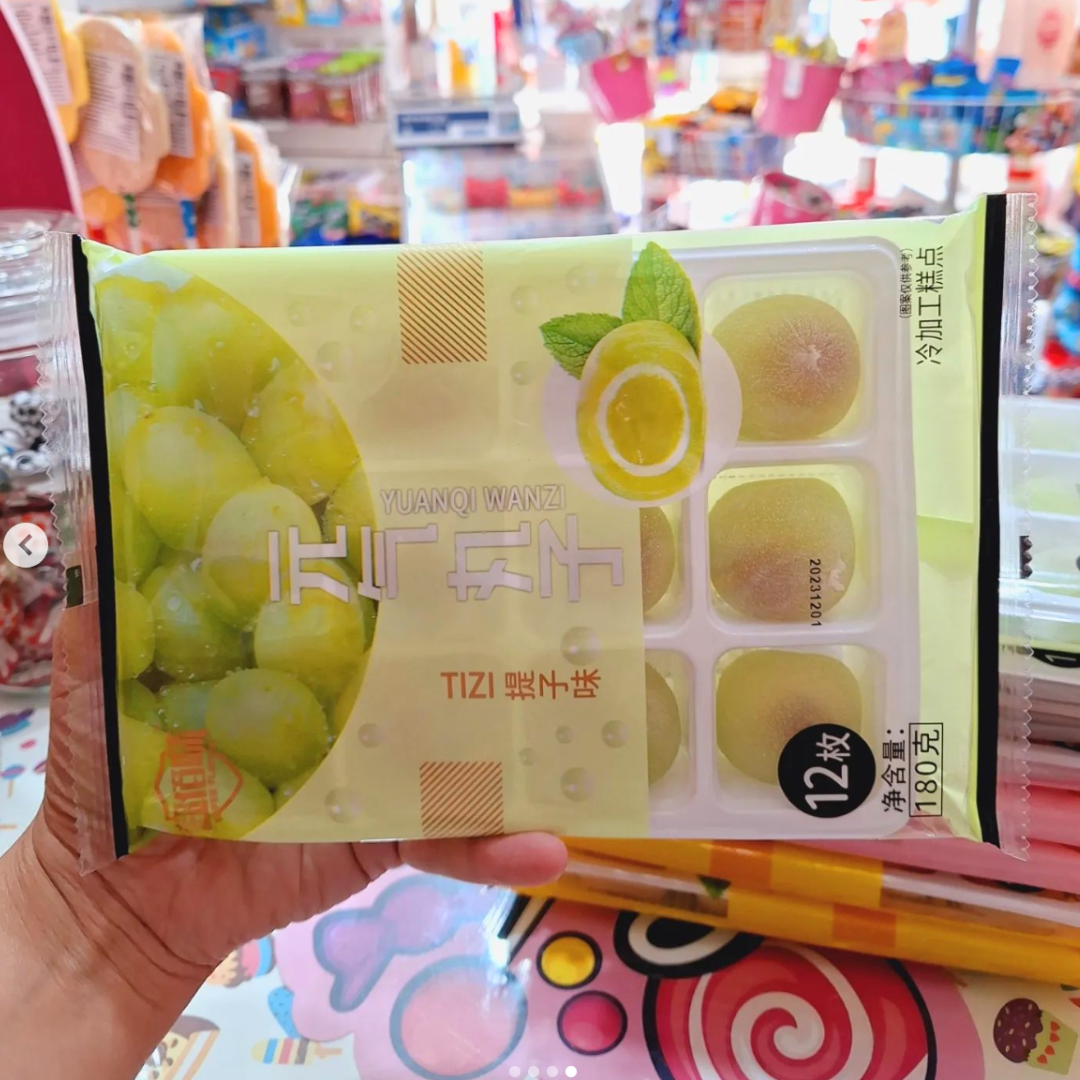 YUANQI WANZI
元气丸子
TIZI 提子味
20231201
(图案仅供参考)
冷加工糕点
12枚
净含量:
180克